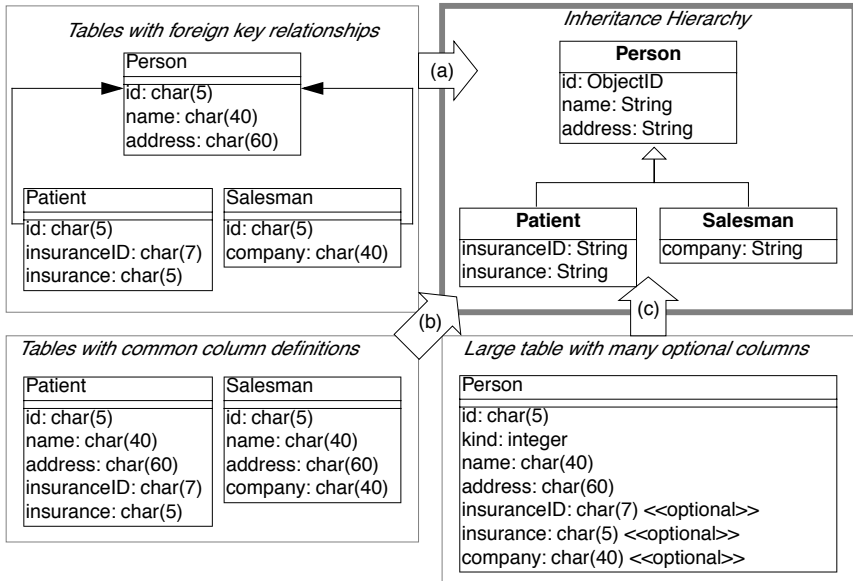 Tables with foreign key relationships
Person
id: char(5)
name: char(40)
address: char(60)
Patient
id: char(5)
insuranceID: char(7)
insurance: char(5)
Salesman
id: char(5)
company: char(40)
(a)
Inheritance Hierarchy
Person
id: ObjectID
name: String
address: String
Patient
insuranceID: String
insurance: String
Salesman
company: String
(b)
(c)
Tables with common column definitions
Patient
id: char(5)
name: char(40)
address: char(60)
insuranceID: char(7)
insurance: char(5)
Salesman
id: char(5)
name: char(40)
address: char(60)
company: char(40)
Large table with many optional columns
Person
id: char(5)
kind: integer
name: char(40)
address: char(60)
insuranceID: char(7) <<optional>>
insurance: char(5) <<optional>>
company: char(40) <<optional>>